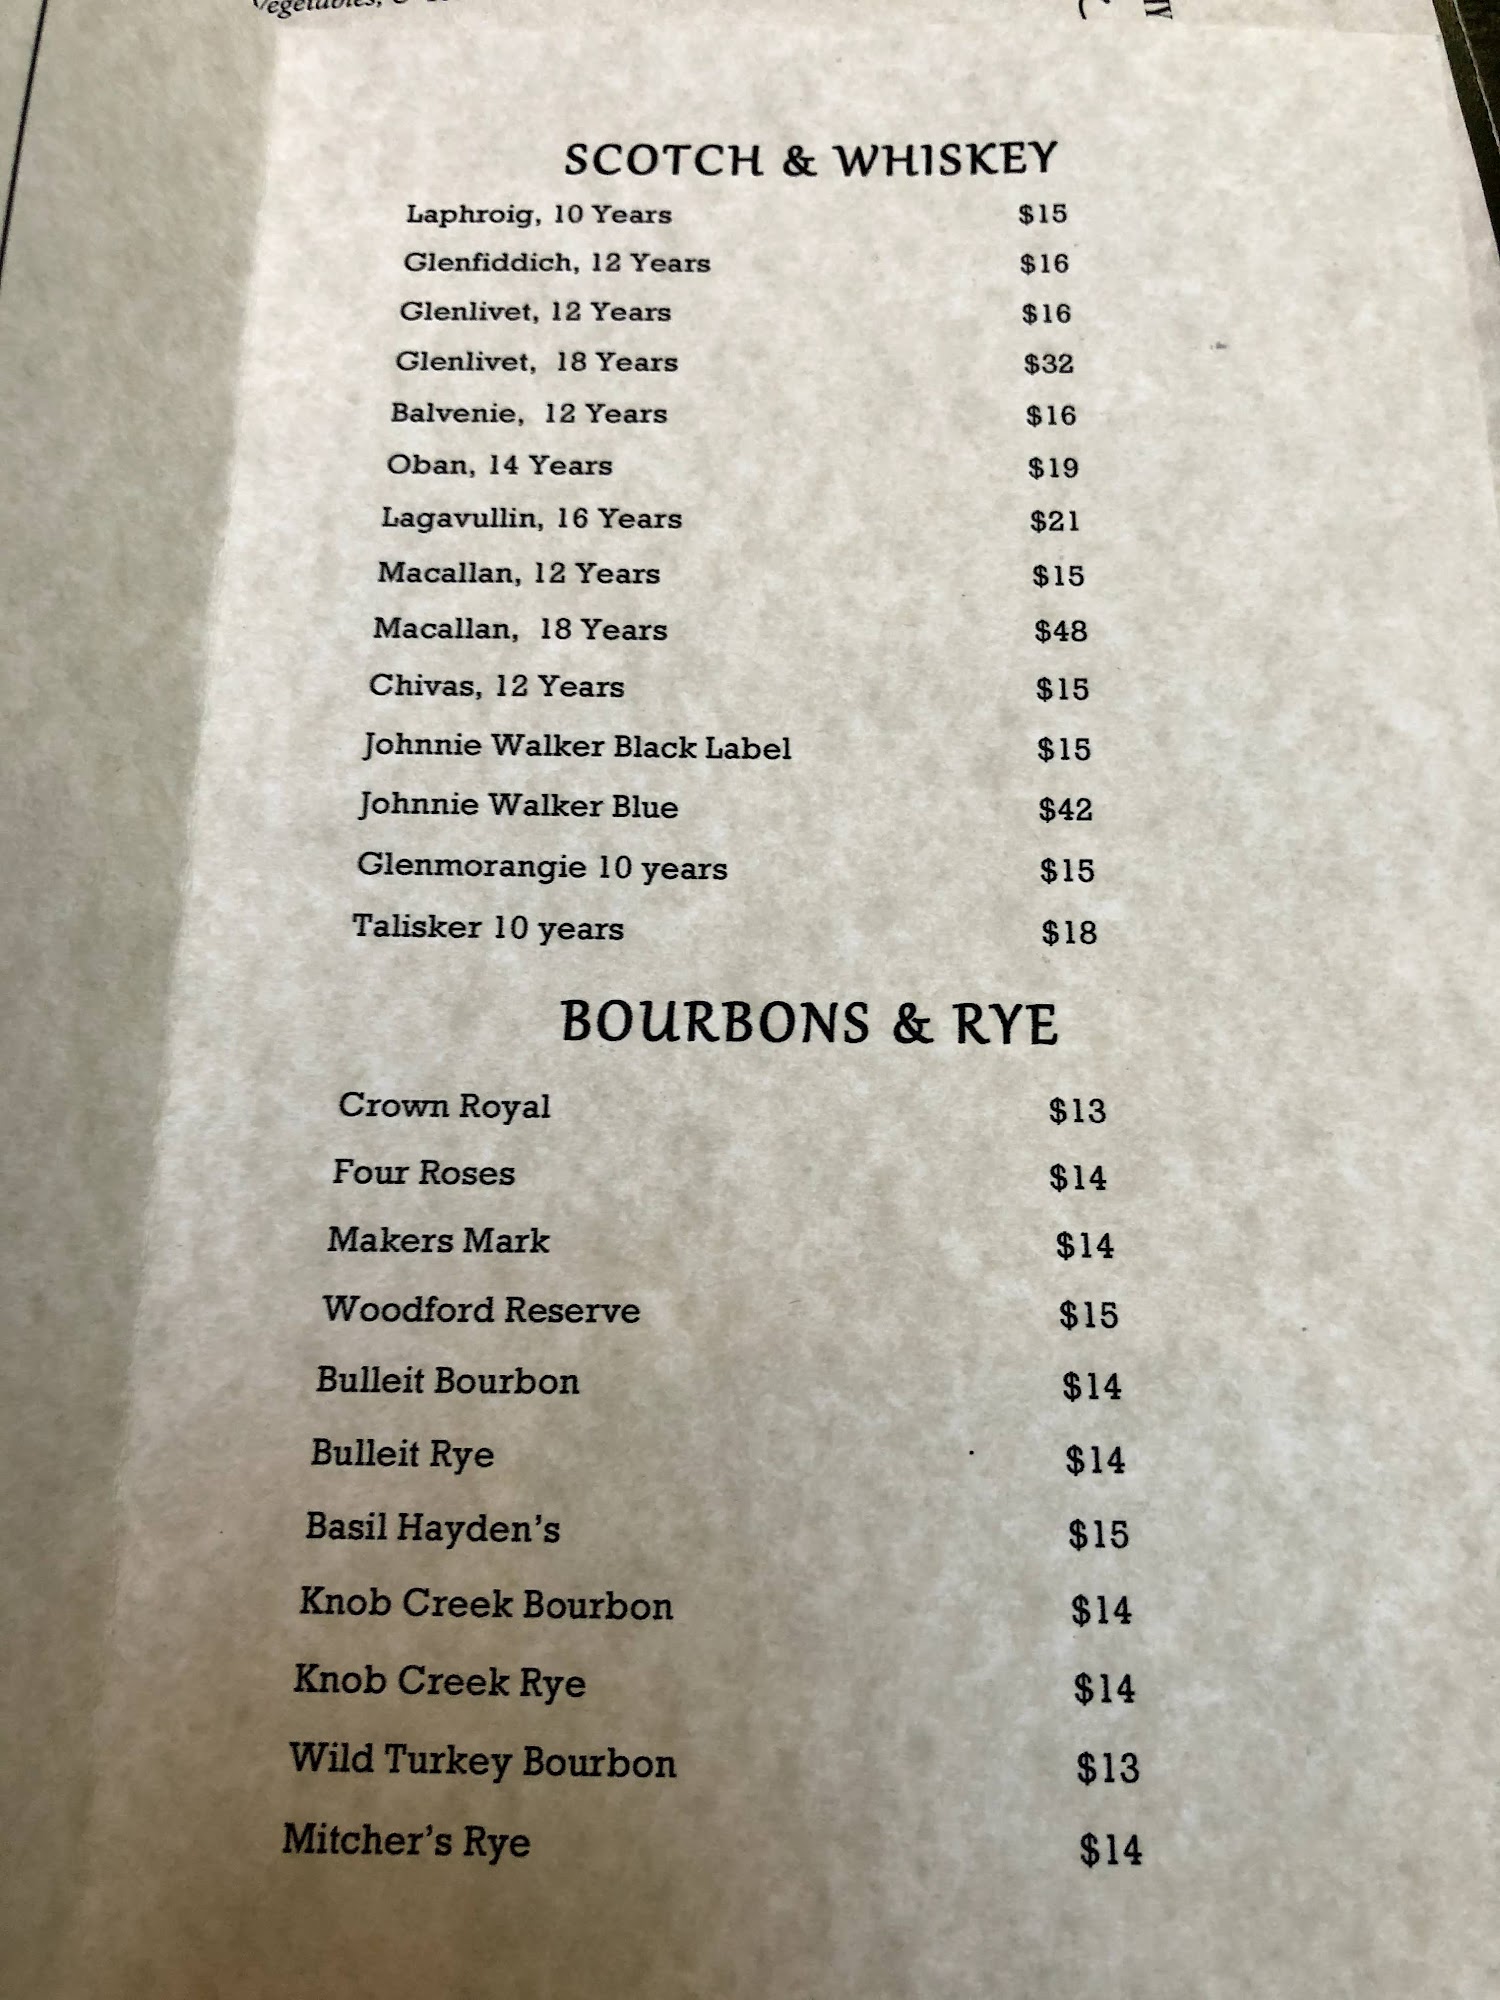 Vegetables, &
SCOTCH & WHISKEY
Laphroig, 10 Years $15
Glenfiddich, 12 Years $16
Glenlivet, 12 Years $16
Glenlivet, 18 Years $32
Balvenie, 12 Years $16
Oban, 14 Years $19
Lagavullin, 16 Years $21
Macallan, 12 Years $15
Macallan, 18 Years $48
Chivas, 12 Years $15
Johnnie Walker Black Label $15
Johnnie Walker Blue $42
Glenmorangie 10 years $15
Talisker 10 years $18
BOURBONS & RYE
Crown Royal $13
Four Roses $14
Makers Mark $14
Woodford Reserve $15
Bulleit Bourbon $14
Bulleit Rye $14
Basil Hayden's $15
Knob Creek Bourbon $14
Knob Creek Rye $14
Wild Turkey Bourbon $13
Mitcher's Rye $14